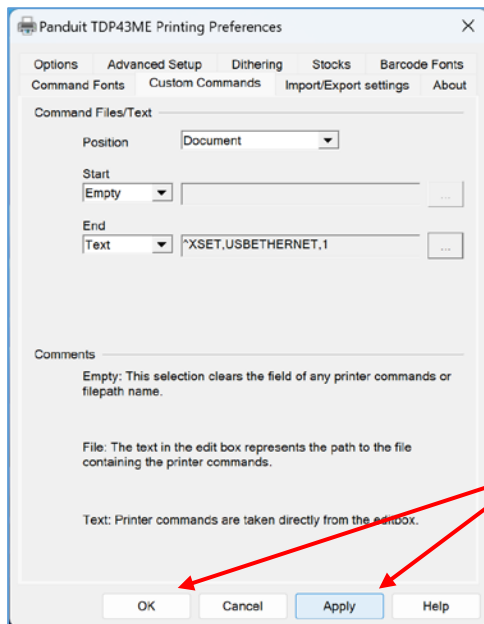 Panduit TDP43ME Printing Preferences
Options Advanced Setup Dithering Stocks Barcode Fonts
Command Fonts Custom Commands Import/Export settings About
Command Files/Text
Position Document
Start
Empty ...
End
Text ^XSET,USBETHERNET,1 ...
Comments
Empty: This selection clears the field of any printer commands or
filepath name.
File: The text in the edit box represents the path to the file
containing the printer commands.
Text: Printer commands are taken directly from the editbox.
OK Cancel Apply Help